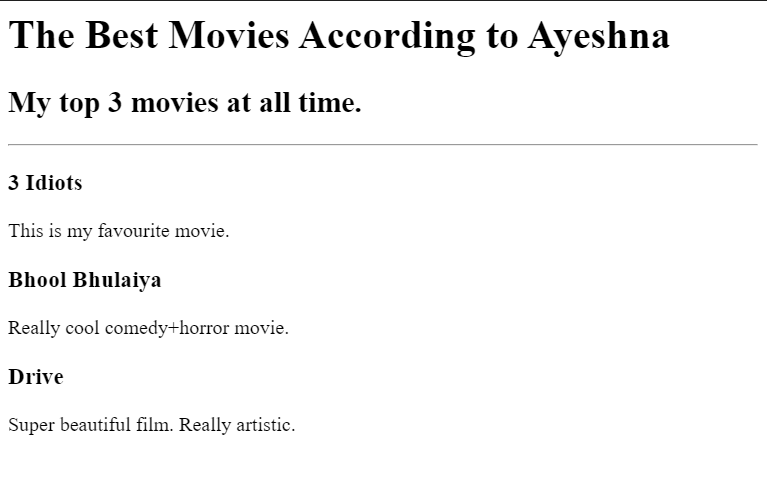 The Best Movies According to Ayeshna
My top 3 movies at all time.
3 Idiots
This is my favourite movie.
Bhool Bhulaiya
Really cool comedy+horror movie.
Drive
Super beautiful film. Really artistic.